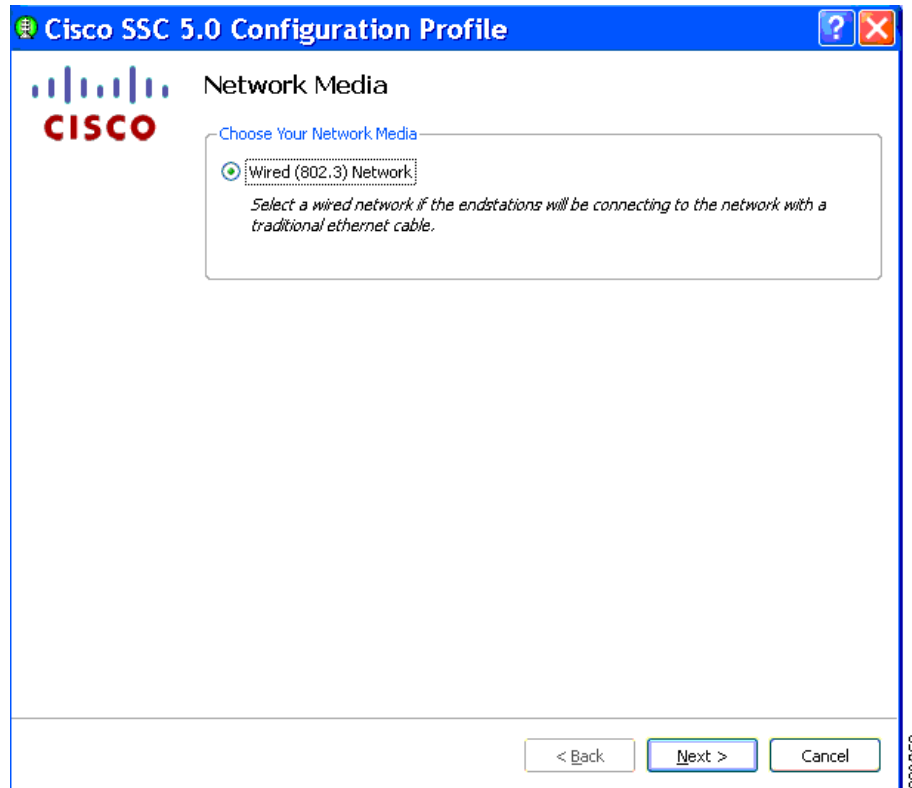 Cisco SSC 5.0 Configuration Profile
?
CISCO
Network Media
Choose Your Network Media
Wired (802.3) Network
Select a wired network if the endstations will be connecting to the network with a
traditional ethernet cable.
< Back
Next >
Cancel